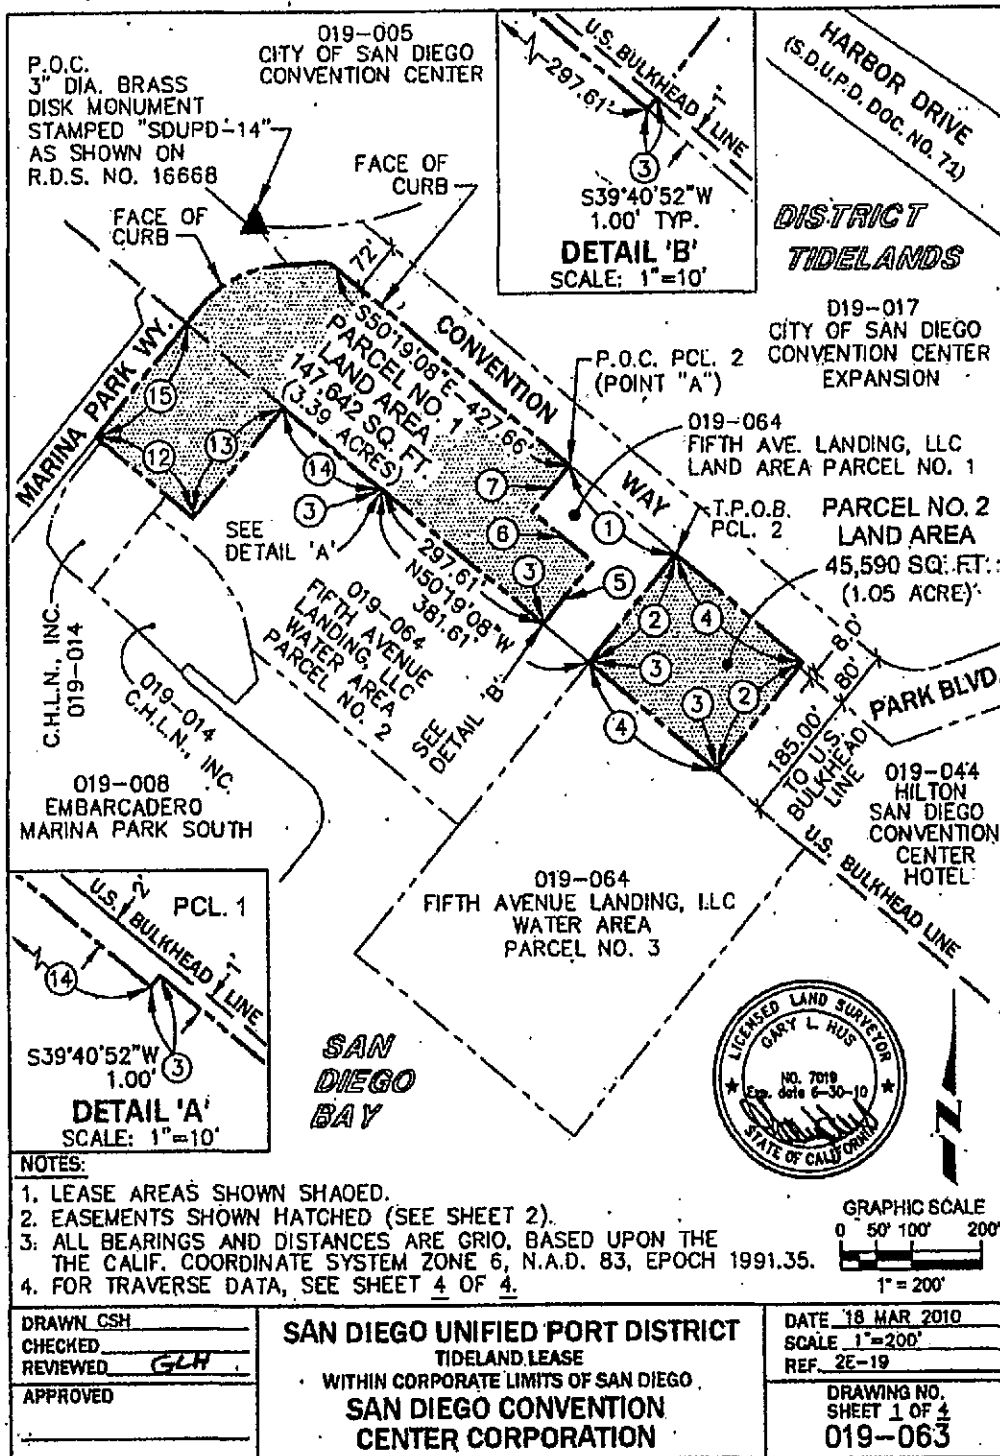 P.O.C.
3" DIA. BRASS
DISK MONUMENT
STAMPED "SDUPD-14"
AS SHOWN ON
R.D.S. NO. 16668
019-005
CITY OF SAN DIEGO
CONVENTION CENTER
FACE OF
CURB
FACE OF
CURB
72'
U.S. BULKHEAD LINE
297.61'
1'
3
S39°40'52"W
1.00' TYP.
DETAIL 'B'
SCALE: 1"=10'
HARBOR DRIVE
(S.D.U.P.D. DOC. NO. 71)
DISTRICT
TIDELANDS
D19-017
CITY OF SAN DIEGO
CONVENTION CENTER
EXPANSION
MARINA PARK WY.
15
12
13
S50°19'08"E-427.66'
PARCEL NO. 1
LAND AREA
147,642 SQ. FT.
(3.39 ACRES)
CONVENTION
WAY
P.O.C. PCL. 2
(POINT "A")
019-064
FIFTH AVE. LANDING, LLC
LAND AREA PARCEL NO. 1
T.P.O.B.
PCL. 2
PARCEL NO. 2
LAND AREA
45,590 SQ. FT.
(1.05 ACRE)
14
3
7
6
1
3
5
SEE
DETAIL 'A'
297.61'
N50°19'08"W
381.61'
2
4
3
4
3
2
019-064
FIFTH AVENUE
LANDING, LLC
WATER AREA
PARCEL NO. 2
SEE
DETAIL 'B'
C.H.L.N., INC.
019-014
019-014
C.H.L.N., INC.
019-008
EMBARCADERO
MARINA PARK SOUTH
80'
PARK BLVD.
185.00'
TO U.S.
BULKHEAD
LINE
019-044
HILTON
SAN DIEGO
CONVENTION
CENTER
HOTEL
U.S. BULKHEAD LINE
019-064
FIFTH AVENUE LANDING, LLC
WATER AREA
PARCEL NO. 3
PCL. 1
U.S. BULKHEAD LINE
2'
1'
14
S39°40'52"W
1.00'
3
DETAIL 'A'
SCALE: 1"=10'
SAN
DIEGO
BAY
LICENSED LAND SURVEYOR
GARY L. HUS
NO. 7019
Exp. date 6-30-10
STATE OF CALIFORNIA
N
NOTES:
1. LEASE AREAS SHOWN SHADED.
2. EASEMENTS SHOWN HATCHED (SEE SHEET 2).
3: ALL BEARINGS AND DISTANCES ARE GRID, BASED UPON THE
THE CALIF. COORDINATE SYSTEM ZONE 6, N.A.D. 83, EPOCH 1991.35.
4. FOR TRAVERSE DATA, SEE SHEET 4 OF 4.
GRAPHIC SCALE
0 50' 100' 200'
1" = 200'
DRAWN CSH
CHECKED
REVIEWED GLH
APPROVED
SAN DIEGO UNIFIED PORT DISTRICT
TIDELAND LEASE
WITHIN CORPORATE LIMITS OF SAN DIEGO
SAN DIEGO CONVENTION
CENTER CORPORATION
DATE 18 MAR 2010
SCALE 1"=200'
REF. 2E-19
DRAWING NO.
SHEET 1 OF 4
019-063